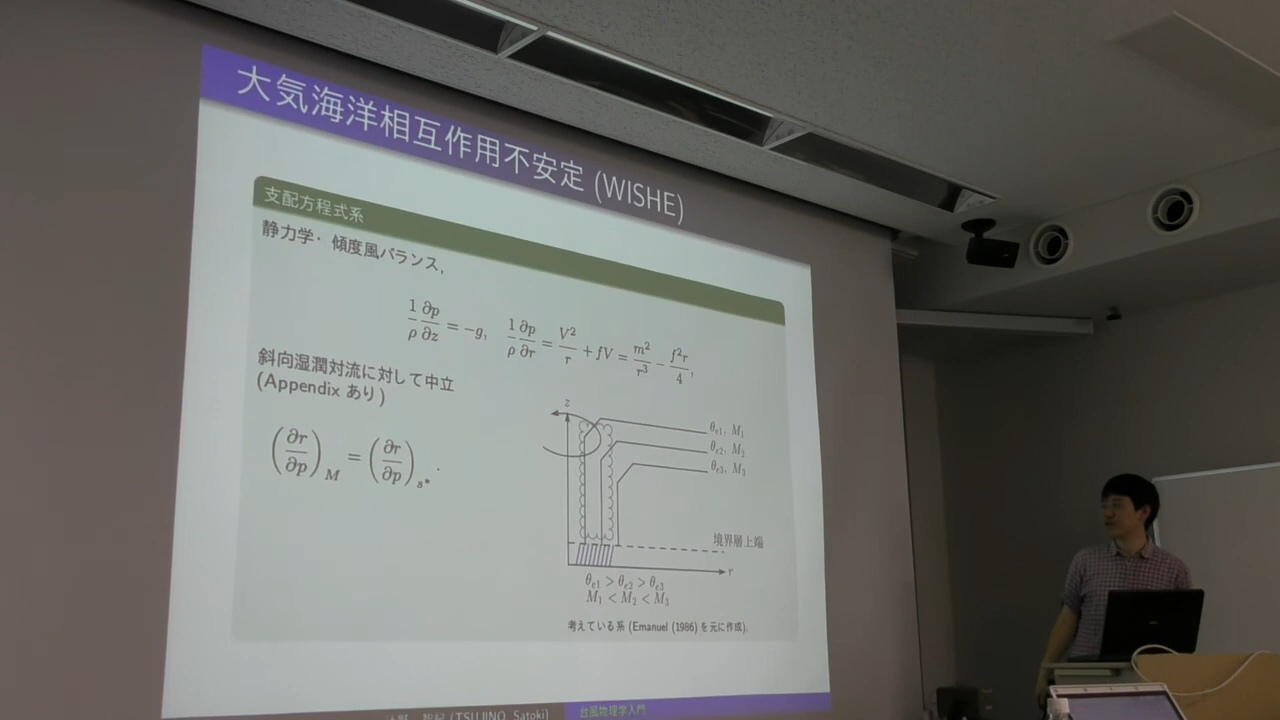 大気海洋相互作用不安定 (WISHE)
支配方程式系
静力学・傾度風バランス,
1/ρ ∂p/∂z = −g, 1/ρ ∂p/∂r = V²/r + fV = m²/r³ − f²r/4,
斜向湿潤対流に対して中立
(Appendix あり)
(∂r/∂p)_M = (∂r/∂p)_s*.
z
θe1, M1
θe2, M2
θe3, M3
境界層上端
r
θe1 > θe2 > θe3
M1 < M2 < M3
考えている系 (Emanuel (1986) を元に作成).
(TSUJINO, Satoki) 台風物理学入門